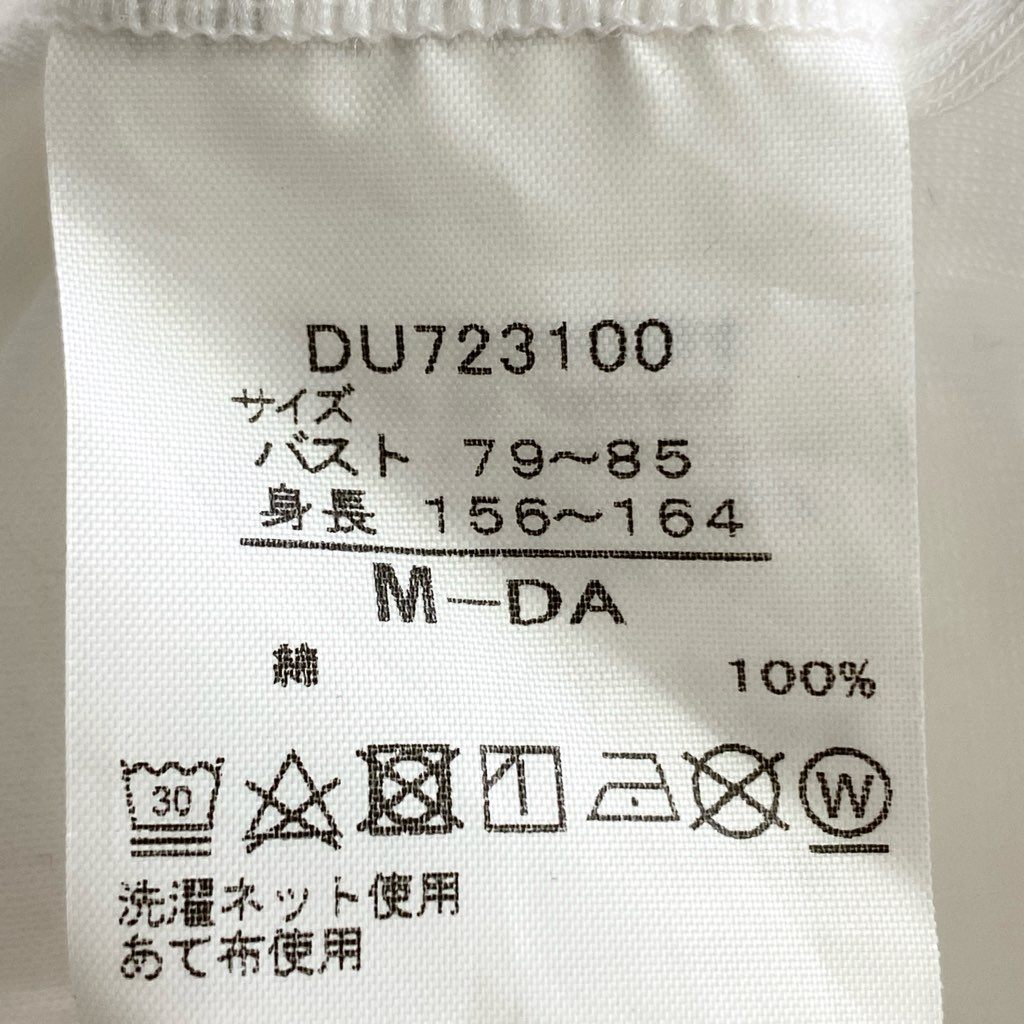 DU723100
サイズ
バスト 79～85
身長 156～164
M-DA
綿 100%
30 W
洗濯ネット使用
あて布使用